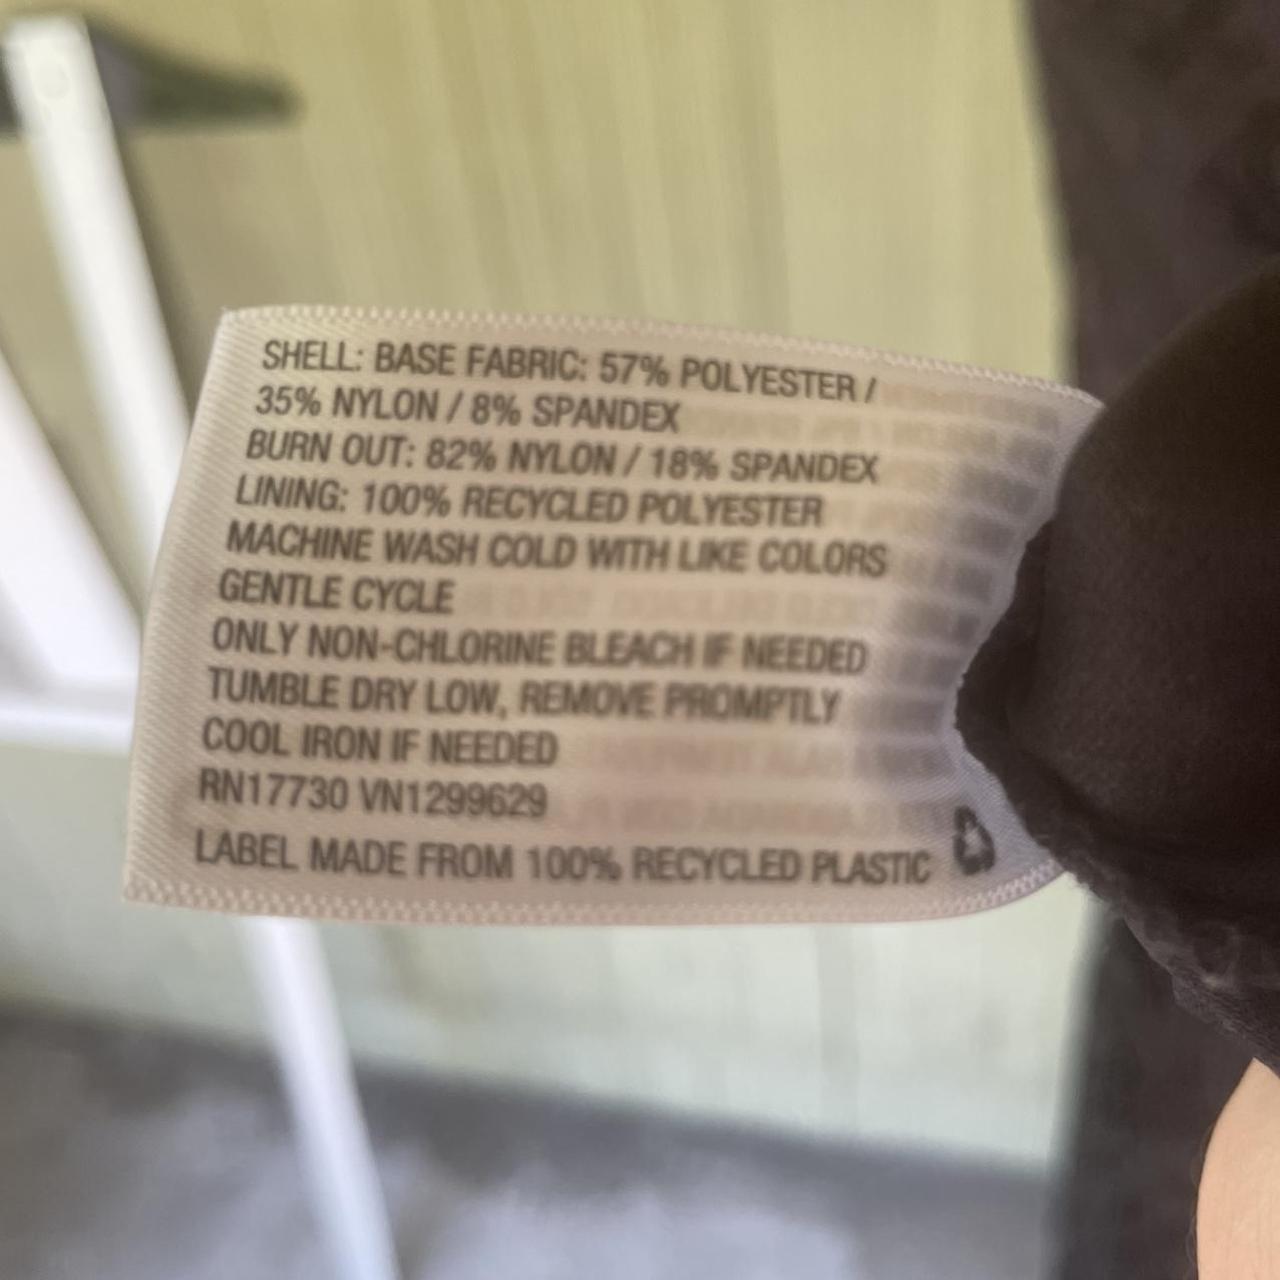 SHELL: BASE FABRIC: 57% POLYESTER /
35% NYLON / 8% SPANDEX
BURN OUT: 82% NYLON / 18% SPANDEX
LINING: 100% RECYCLED POLYESTER
MACHINE WASH COLD WITH LIKE COLORS
GENTLE CYCLE
ONLY NON-CHLORINE BLEACH IF NEEDED
TUMBLE DRY LOW, REMOVE PROMPTLY
COOL IRON IF NEEDED
RN17730 VN1299629
LABEL MADE FROM 100% RECYCLED PLASTIC